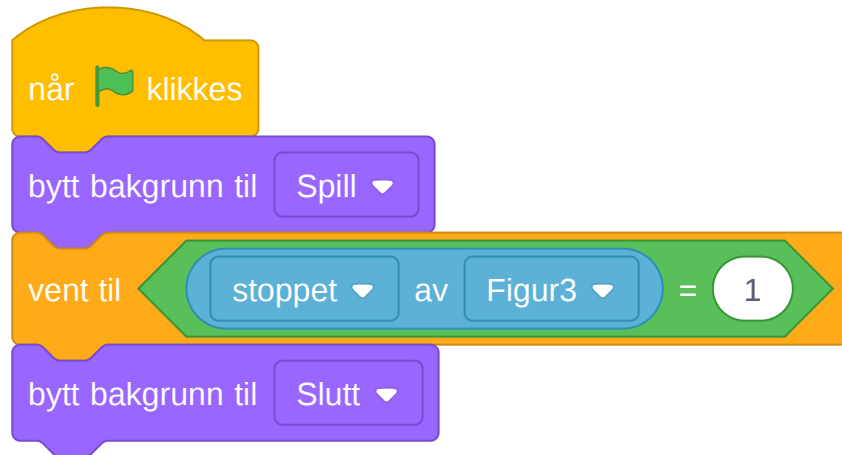 når klikkes
bytt bakgrunn til Spill
vent til stoppet av Figur3 = 1
bytt bakgrunn til Slutt